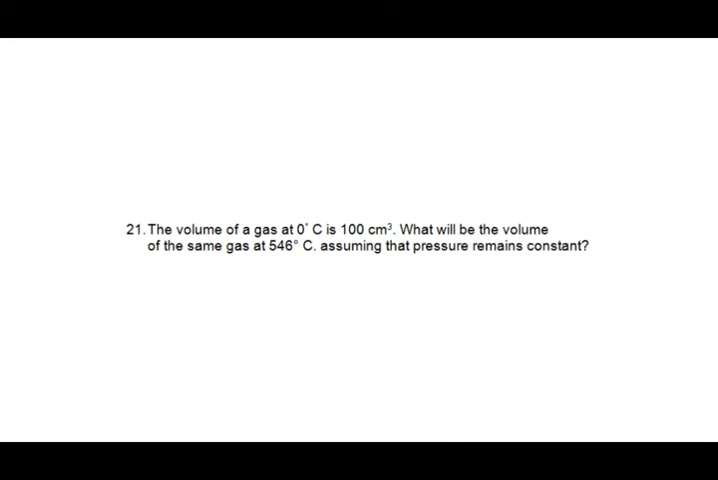 21. The volume of a gas at 0° C is 100 cm³. What will be the volume
of the same gas at 546° C. assuming that pressure remains constant?